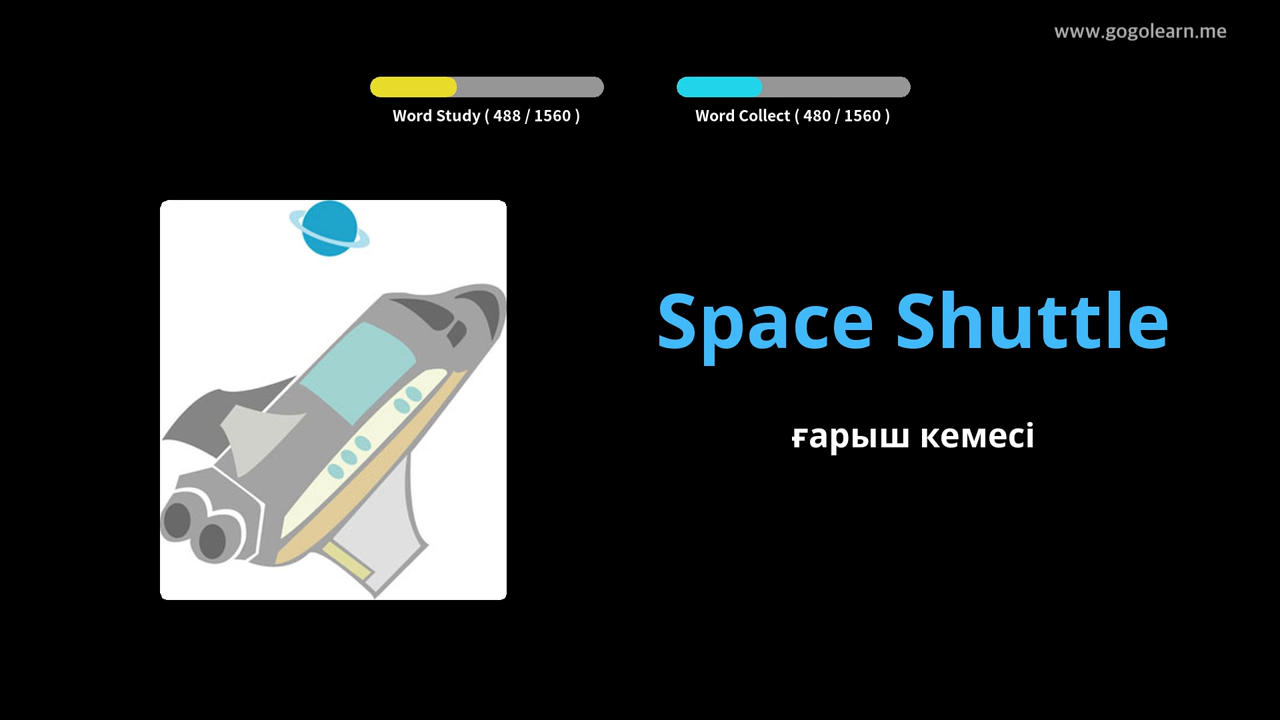 www.gogolearn.me
Word Study ( 488 / 1560 )
Word Collect ( 480 / 1560 )
Space Shuttle
ғарыш кемесі